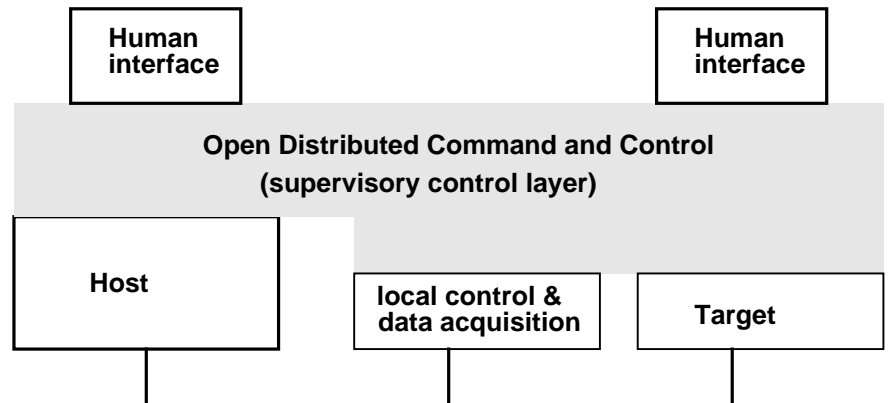 Human
interface
Human
interface
Open Distributed Command and Control
(supervisory control layer)
Host
local control &
data acquisition
Target